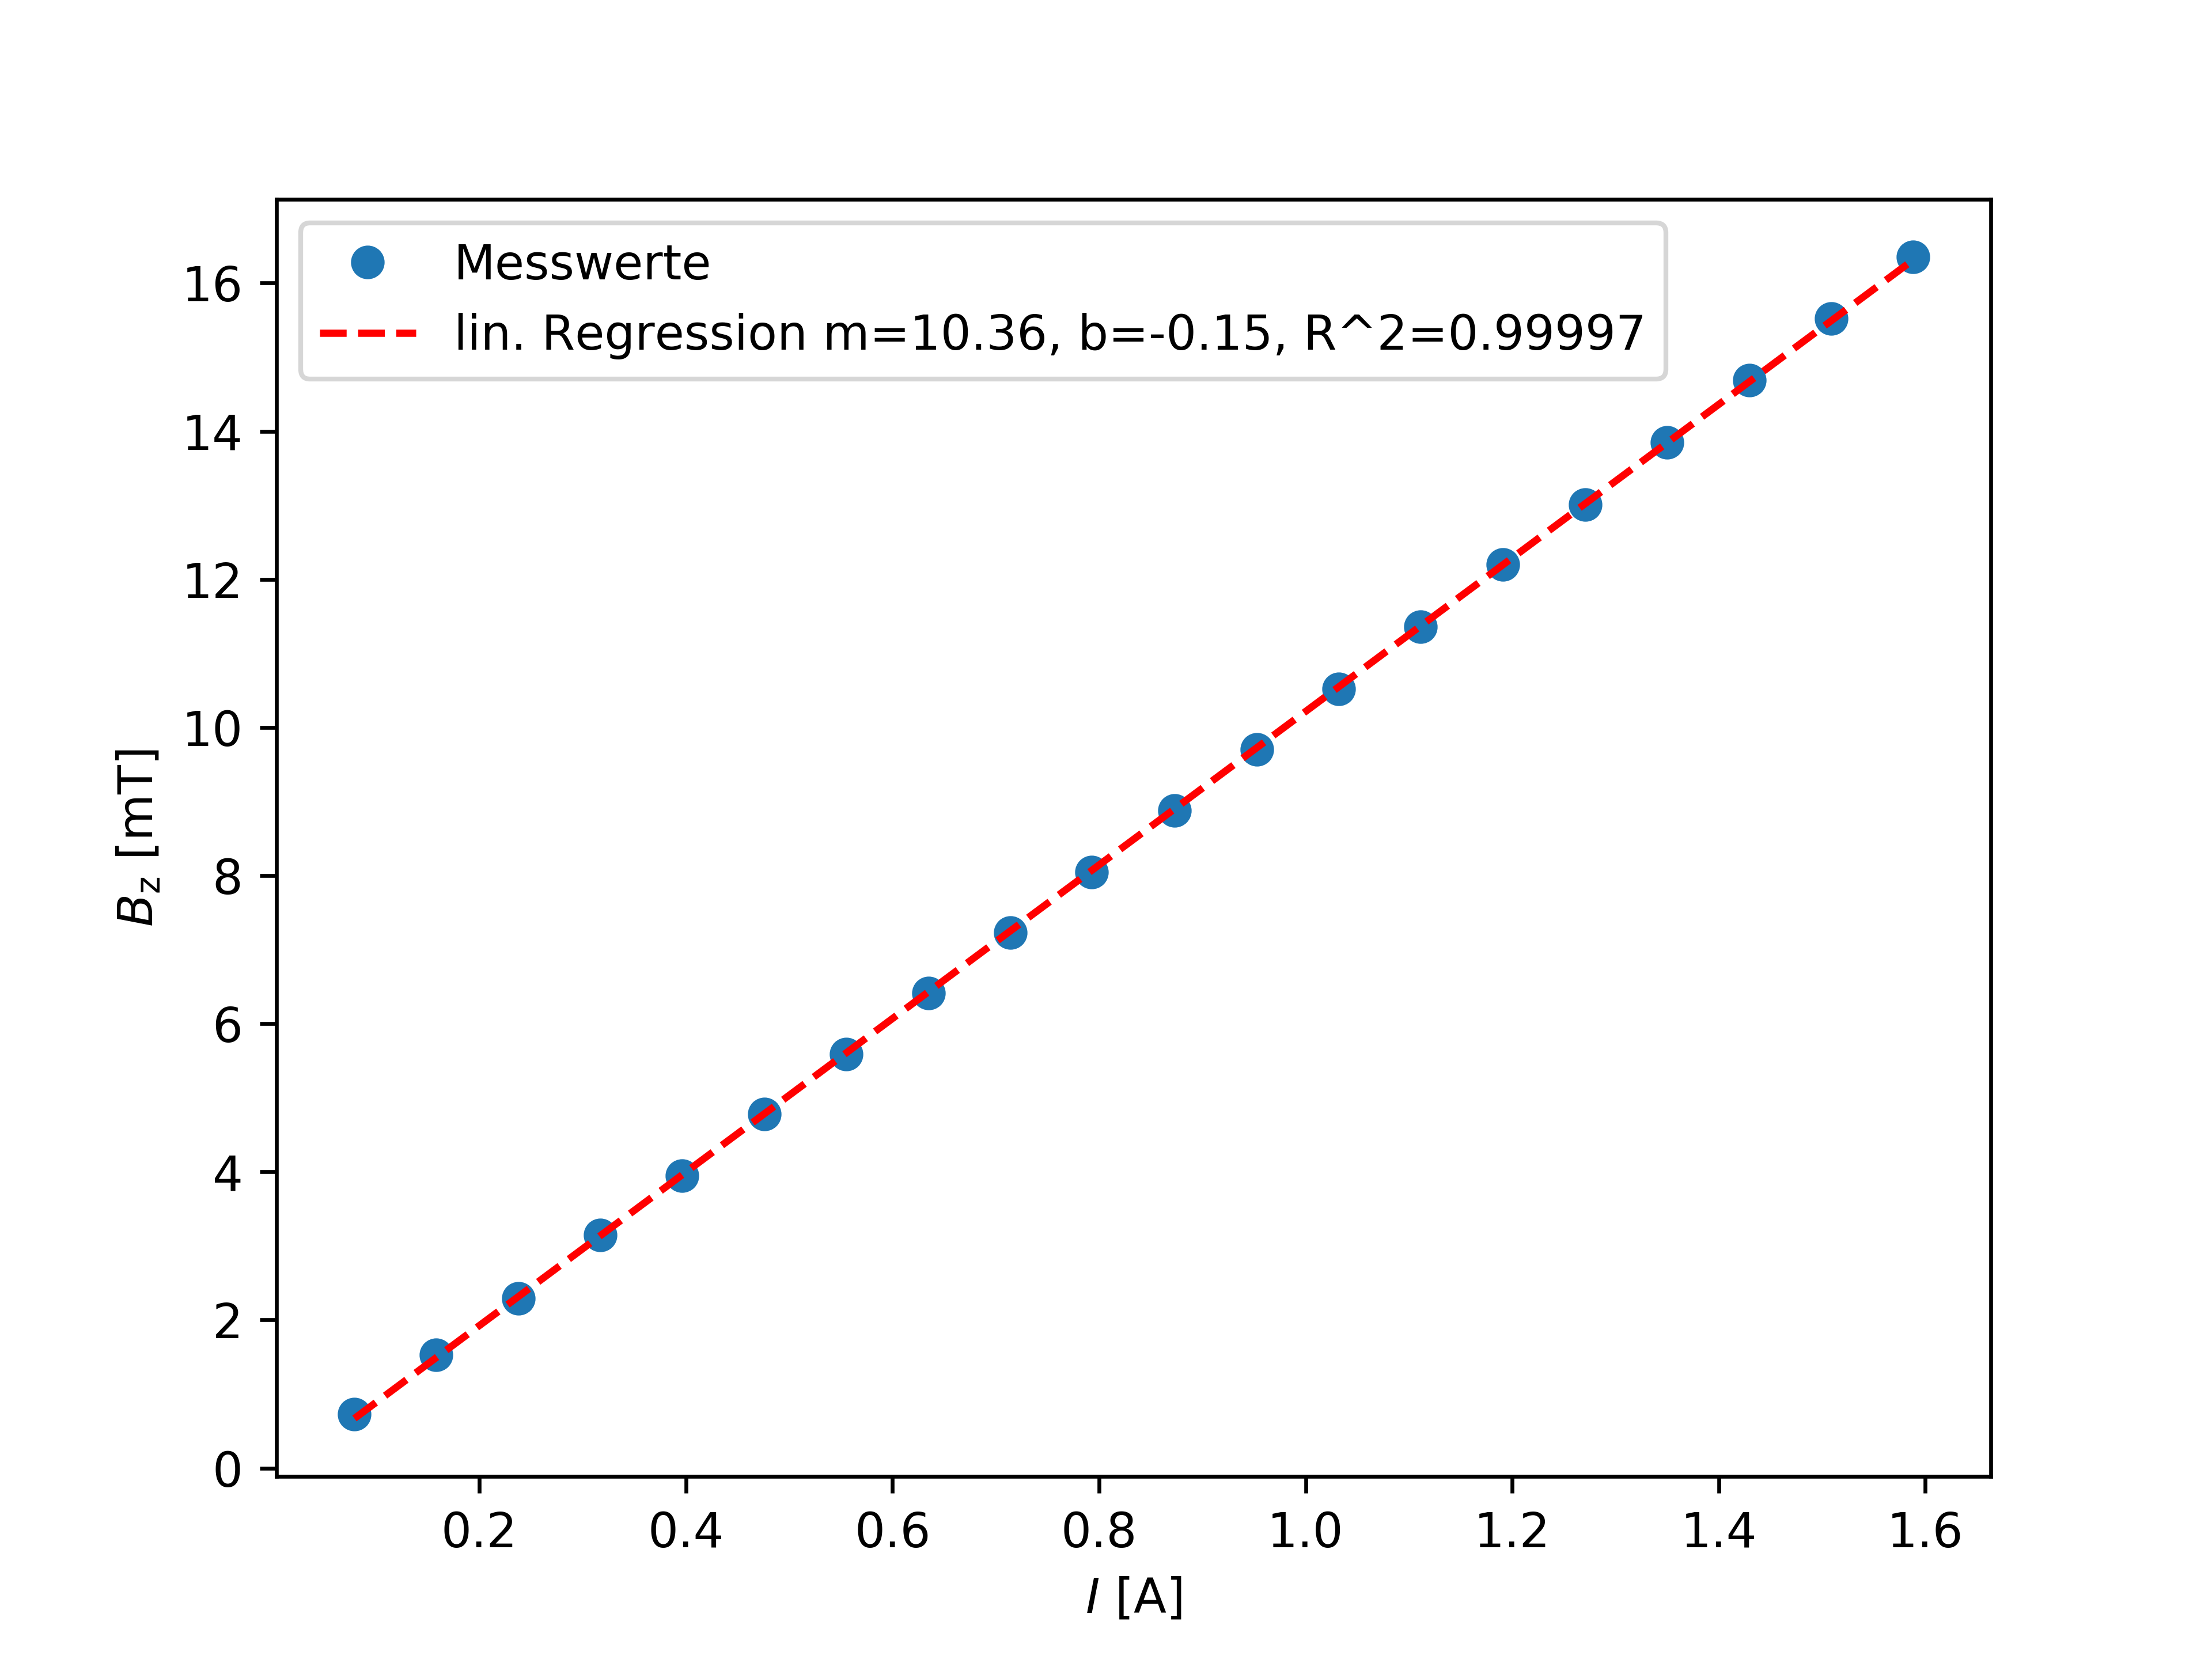 Messwerte
lin. Regression m=10.36, b=-0.15, R^2=0.99997
16
14
12
10
8
6
4
2
0
B_z [mT]
0.2 0.4 0.6 0.8 1.0 1.2 1.4 1.6
I [A]